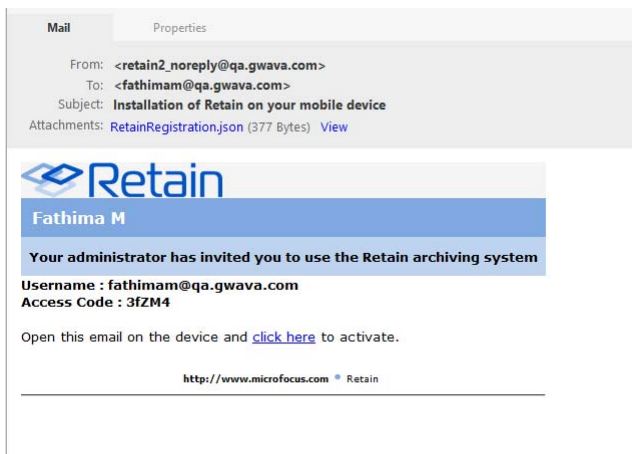 Mail Properties
From: <retain2_noreply@qa.gwava.com>
To: <fathimam@qa.gwava.com>
Subject: Installation of Retain on your mobile device
Attachments: RetainRegistration.json (377 Bytes) View
Retain
Fathima M
Your administrator has invited you to use the Retain archiving system
Username : fathimam@qa.gwava.com
Access Code : 3fZM4
Open this email on the device and click here to activate.
http://www.microfocus.com • Retain